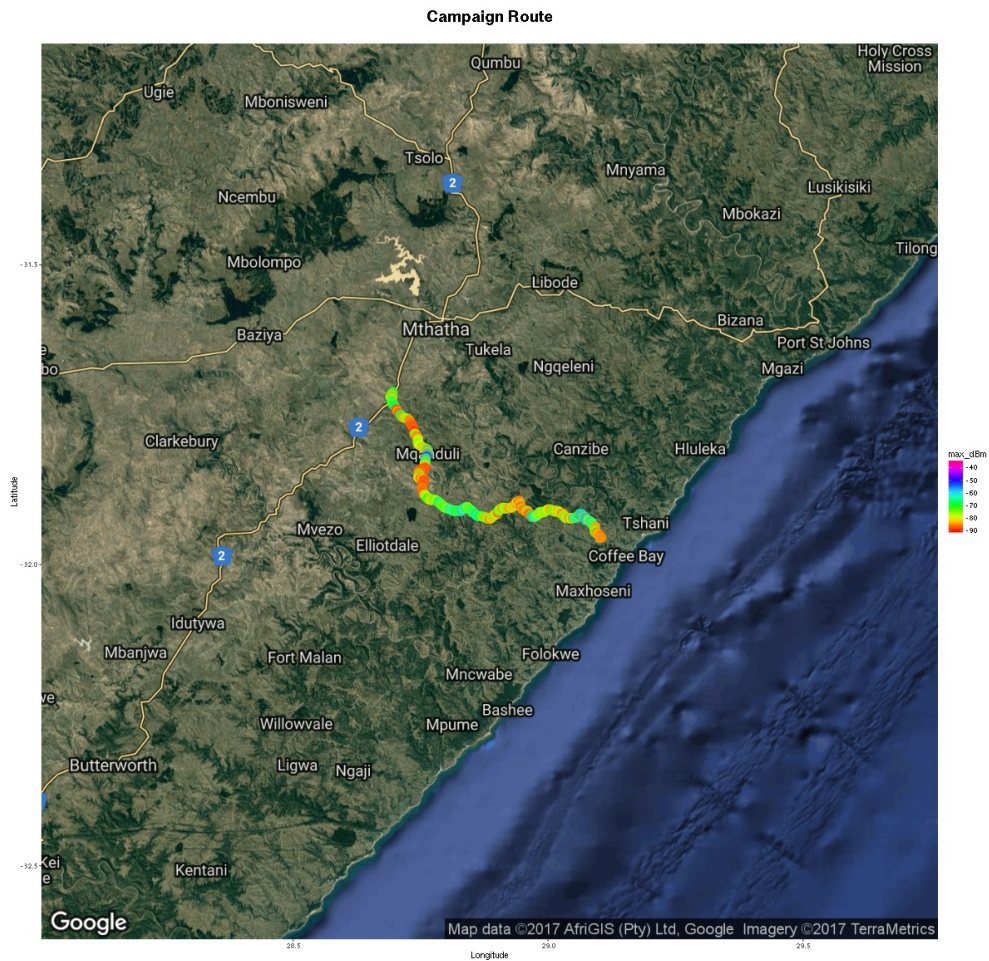 Campaign Route
Holy Cross
Mission
Qumbu
Ugie
Mbonisweni
Tsolo
Mnyama
2
Lusikisiki
Ncembu
Mbokazi
Tilong
-31.5
Mbolompo
Libode
Bizana
Mthatha
Baziya
Port St Johns
e
Tukela
bo
Ngqeleni
Mgazi
2
Clarkebury
Canzibe
Hluleka
Mq nduli
max_dBm
-40
-50
-60
-70
-80
-90
Latitude
Tshani
Mvezo
Elliotdale
2
Coffee Bay
-32.0
Maxhoseni
Idutywa
Mbanjwa
Fort Malan
Folokwe
Mncwabe
we
Bashee
Willowvale
Mpume
Butterworth
Ligwa
Ngaji
-32.5
Kei
e
Kentani
Google
Map data ©2017 AfriGIS (Pty) Ltd, Google Imagery ©2017 TerraMetrics
28.5
29.0
29.5
Longitude